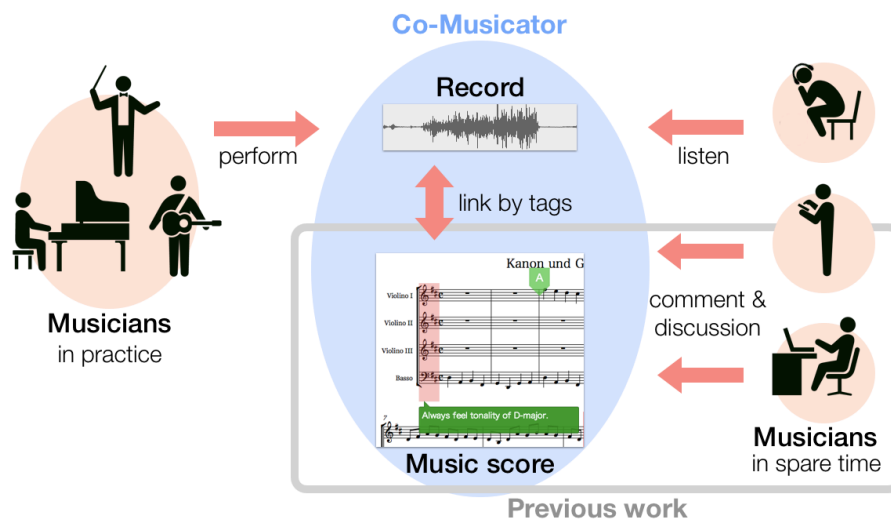 Co-Musicator
Record
perform
listen
link by tags
Kanon und G
A
Violino I
Violino II
Violino III
Basso
Always feel tonality of D-major.
7
Music score
Musicians
in practice
comment &
discussion
Musicians
in spare time
Previous work